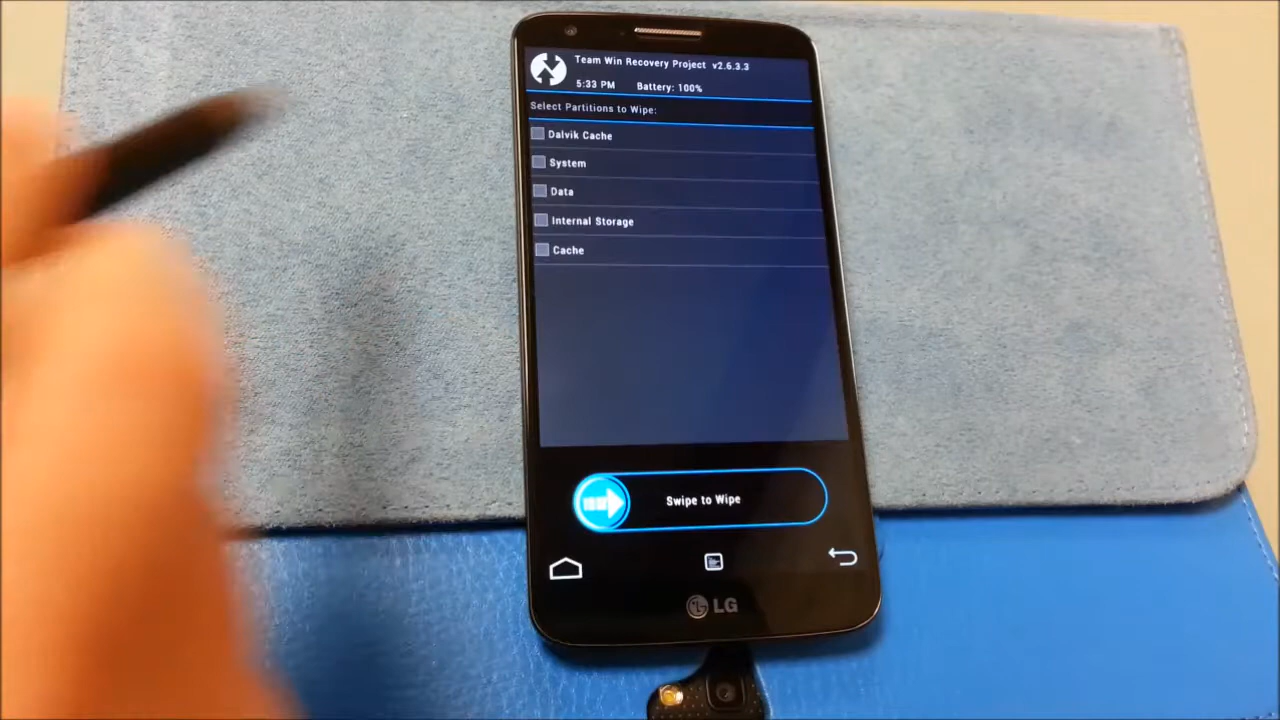 Team Win Recovery Project v2.6.3.3
5:33 PM Battery: 100%
Select Partitions to Wipe:
Dalvik Cache
System
Data
Internal Storage
Cache
Swipe to Wipe
LG